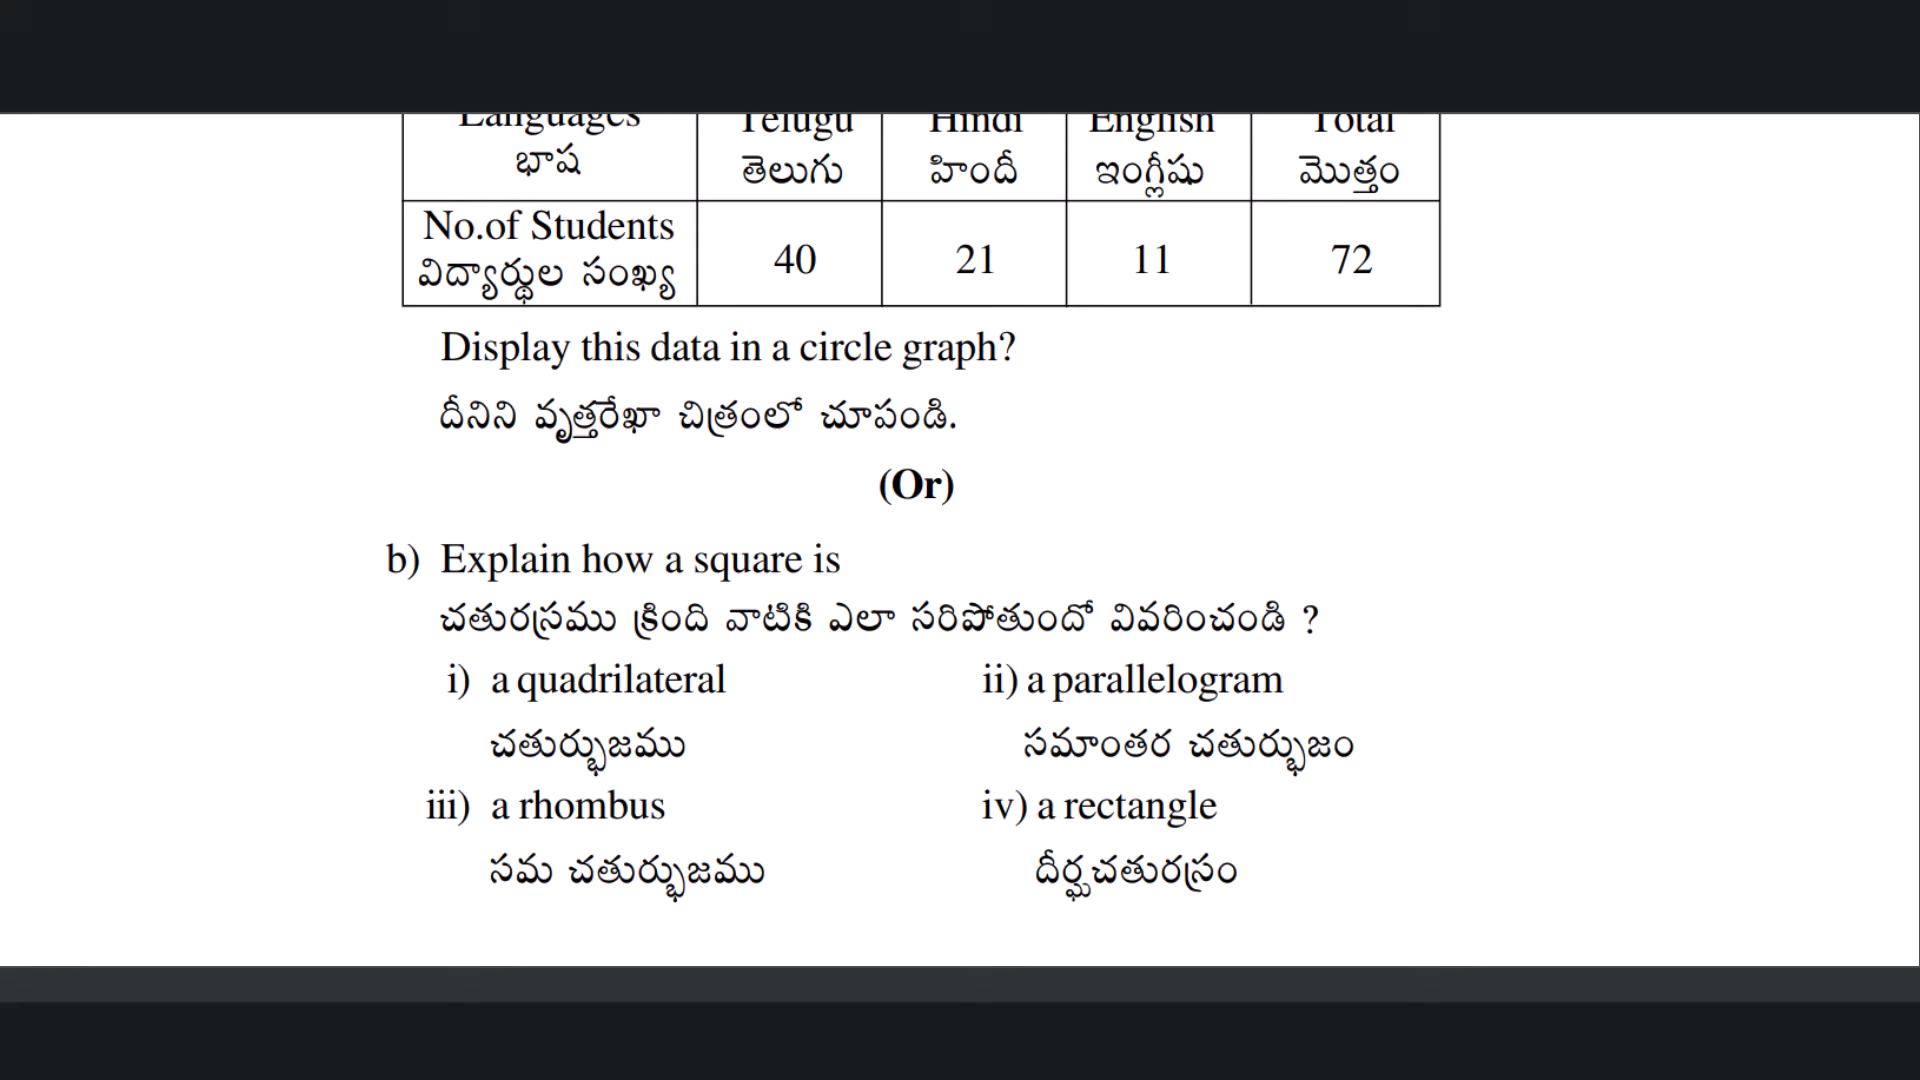 Languages Telugu Hindi English Total
భాష తెలుగు హిందీ ఇంగ్లీషు మొత్తం
No.of Students
విద్యార్థుల సంఖ్య 40 21 11 72
Display this data in a circle graph?
దీనిని వృత్తరేఖా చిత్రంలో చూపండి.
(Or)
b) Explain how a square is
చతురస్రము క్రింది వాటికి ఎలా సరిపోతుందో వివరించండి ?
i) a quadrilateral ii) a parallelogram
చతుర్భుజము సమాంతర చతుర్భుజం
iii) a rhombus iv) a rectangle
సమ చతుర్భుజము దీర్ఘచతురస్రం